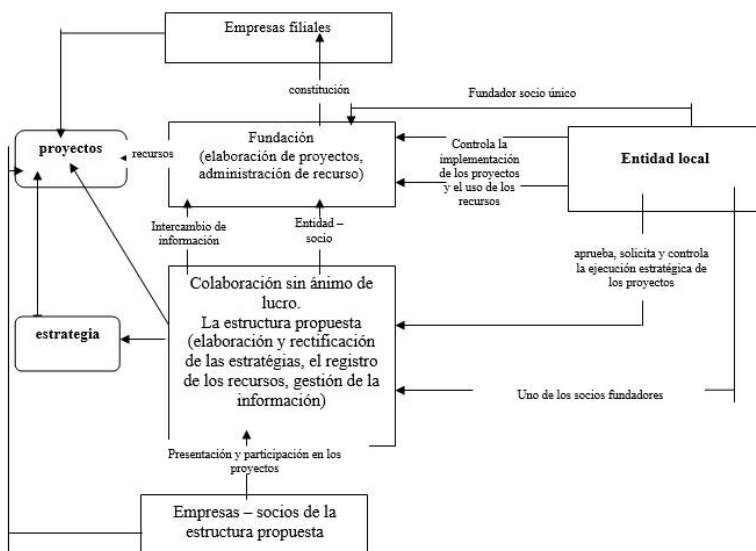 Empresas filiales
constitución
Fundador socio único
Fundación
(elaboración de proyectos,
administración de recurso)
proyectos
recursos
Controla la
implementación
de los proyectos
y el uso de los
recursos
Entidad local
Intercambio de
información
Entidad –
socio
aprueba, solicita y controla
la ejecución estratégica de
los proyectos
Colaboración sin ánimo de
lucro.
La estructura propuesta
(elaboración y rectificación
de las estratégias, el registro
de los recursos, gestión de la
información)
estrategia
Uno de los socios fundadores
Presentación y participación en los
proyectos
Empresas – socios de la
estructura propuesta